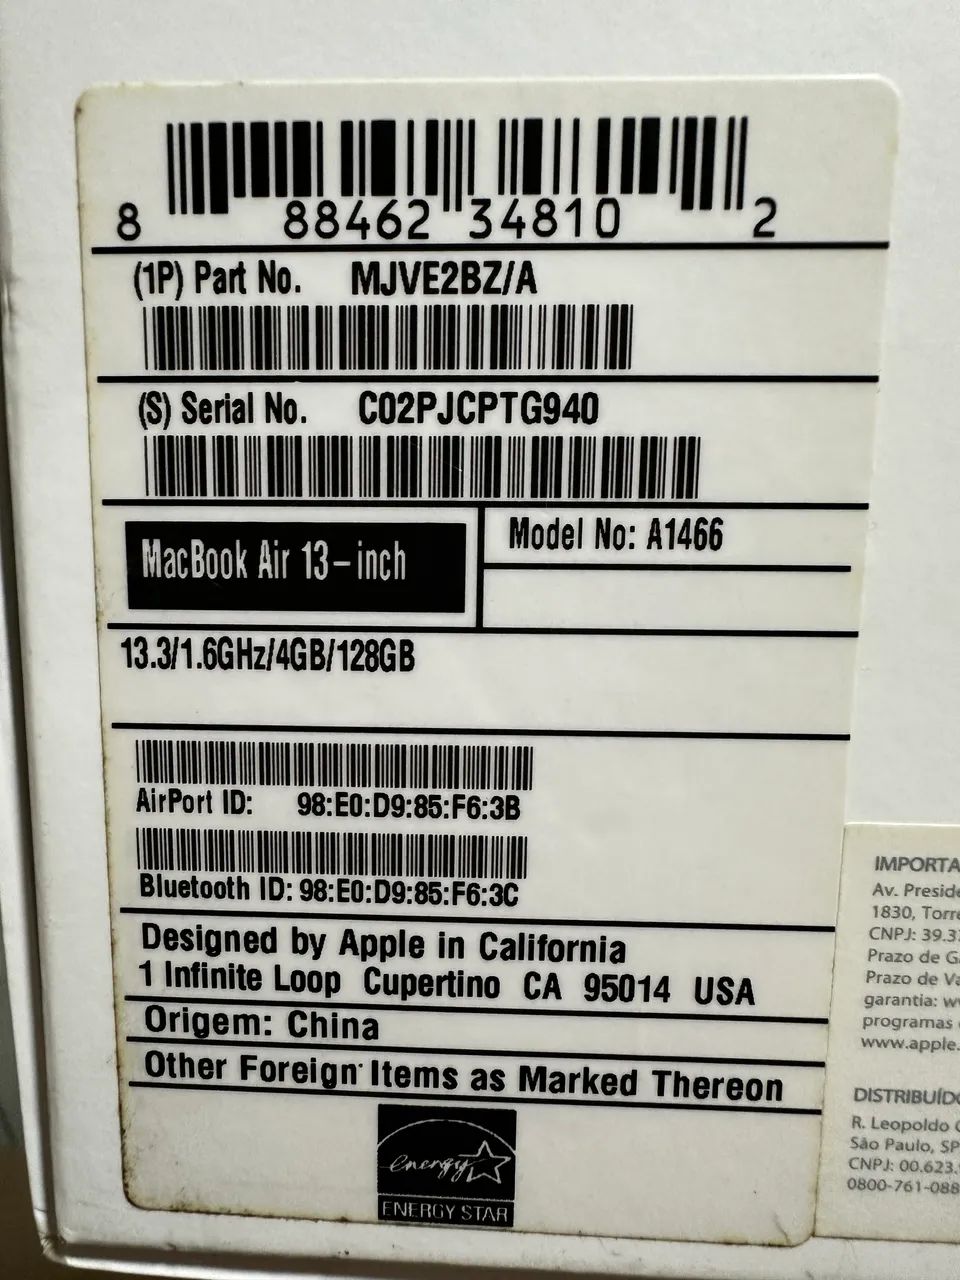 8 88462 34810 2
(1P) Part No. MJVE2BZ/A
(S) Serial No. C02PJCPTG940
MacBook Air 13-inch
Model No: A1466
13.3/1.6GHz/4GB/128GB
AirPort ID: 98:E0:D9:85:F6:3B
Bluetooth ID: 98:E0:D9:85:F6:3C
Designed by Apple in California
1 Infinite Loop Cupertino CA 95014 USA
Origem: China
Other Foreign Items as Marked Thereon
energy
ENERGY STAR
IMPORTA
Av. Preside
1830, Torre
CNPJ: 39.3
Prazo de G
Prazo de Va
garantia: w
programas
www.apple.
DISTRIBUÍDO
R. Leopoldo
São Paulo, SP
CNPJ: 00.623.
0800-761-088